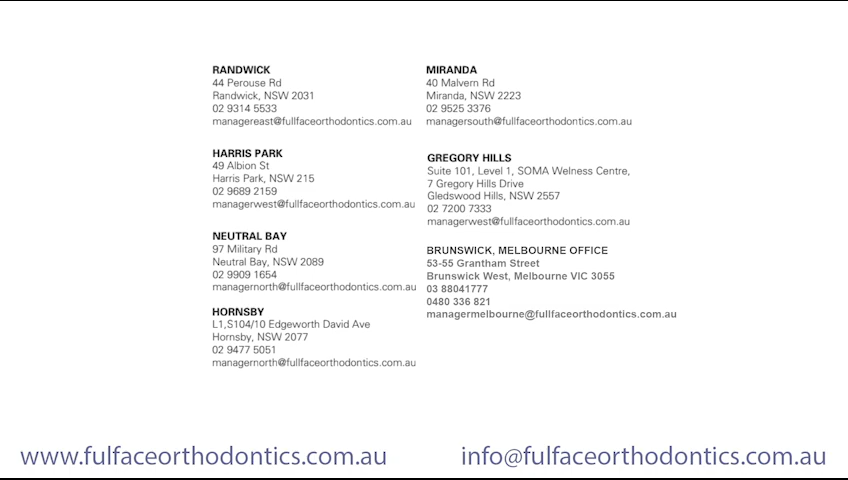 RANDWICK
44 Perouse Rd
Randwick, NSW 2031
02 9314 5533
managereast@fullfaceorthodontics.com.au
HARRIS PARK
49 Albion St
Harris Park, NSW 215
02 9689 2159
managerwest@fullfaceorthodontics.com.au
NEUTRAL BAY
97 Military Rd
Neutral Bay, NSW 2089
02 9909 1654
managernorth@fullfaceorthodontics.com.au
HORNSBY
L1,S104/10 Edgeworth David Ave
Hornsby, NSW 2077
02 9477 5051
managernorth@fullfaceorthodontics.com.au
MIRANDA
40 Malvern Rd
Miranda, NSW 2223
02 9525 3376
managersouth@fullfaceorthodontics.com.au
GREGORY HILLS
Suite 101, Level 1, SOMA Welness Centre,
7 Gregory Hills Drive
Gledswood Hills, NSW 2557
02 7200 7333
managerwest@fullfaceorthodontics.com.au
BRUNSWICK, MELBOURNE OFFICE
53-55 Grantham Street
Brunswick West, Melbourne VIC 3055
03 88041777
0480 336 821
managermelbourne@fullfaceorthodontics.com.au
www.fulfaceorthodontics.com.au
info@fulfaceorthodontics.com.au